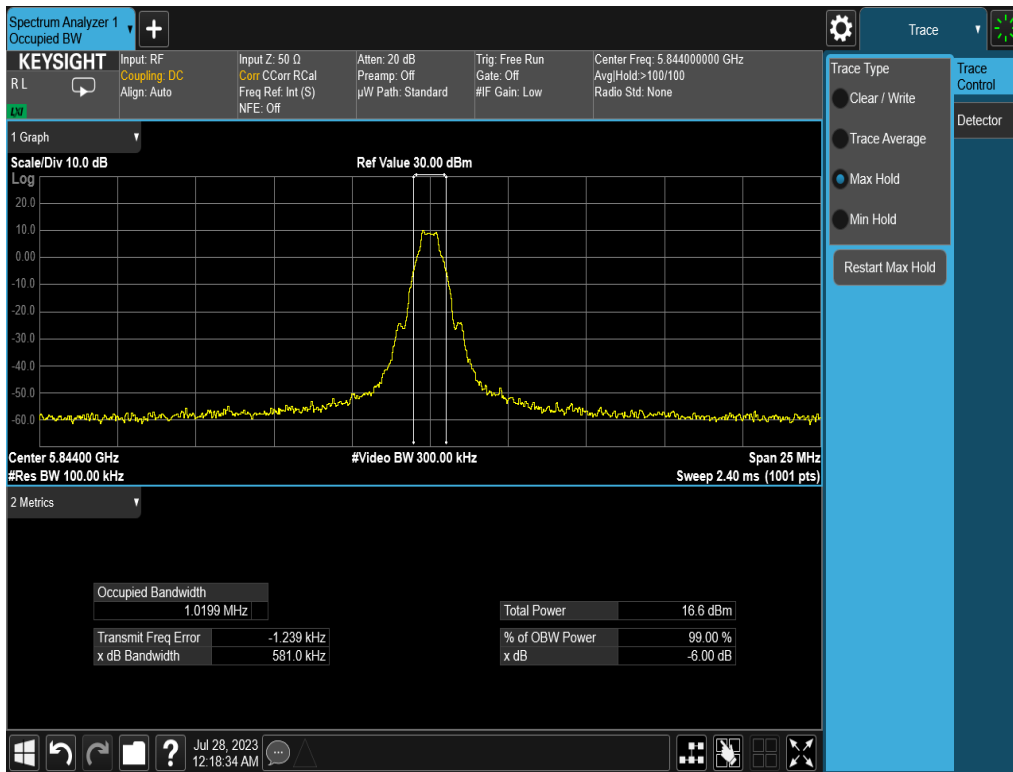 Spectrum Analyzer 1
Occupied BW
Trace
KEYSIGHT
R L
LXI
Input: RF
Coupling: DC
Align: Auto
Input Z: 50 Ω
Corr CCorr RCal
Freq Ref: Int (S)
NFE: Off
Atten: 20 dB
Preamp: Off
µW Path: Standard
Trig: Free Run
Gate: Off
#IF Gain: Low
Center Freq: 5.844000000 GHz
Avg|Hold:>100/100
Radio Std: None
1 Graph
Scale/Div 10.0 dB
Ref Value 30.00 dBm
Log
20.0
10.0
0.00
-10.0
-20.0
-30.0
-40.0
-50.0
-60.0
Center 5.84400 GHz
#Video BW 300.00 kHz
Span 25 MHz
#Res BW 100.00 kHz
Sweep 2.40 ms (1001 pts)
2 Metrics
Occupied Bandwidth
1.0199 MHz
Total Power 16.6 dBm
Transmit Freq Error -1.239 kHz
% of OBW Power 99.00 %
x dB Bandwidth 581.0 kHz
x dB -6.00 dB
Trace Type
Clear / Write
Trace Average
Max Hold
Min Hold
Restart Max Hold
Trace
Control
Detector
?
Jul 28, 2023
12:18:34 AM